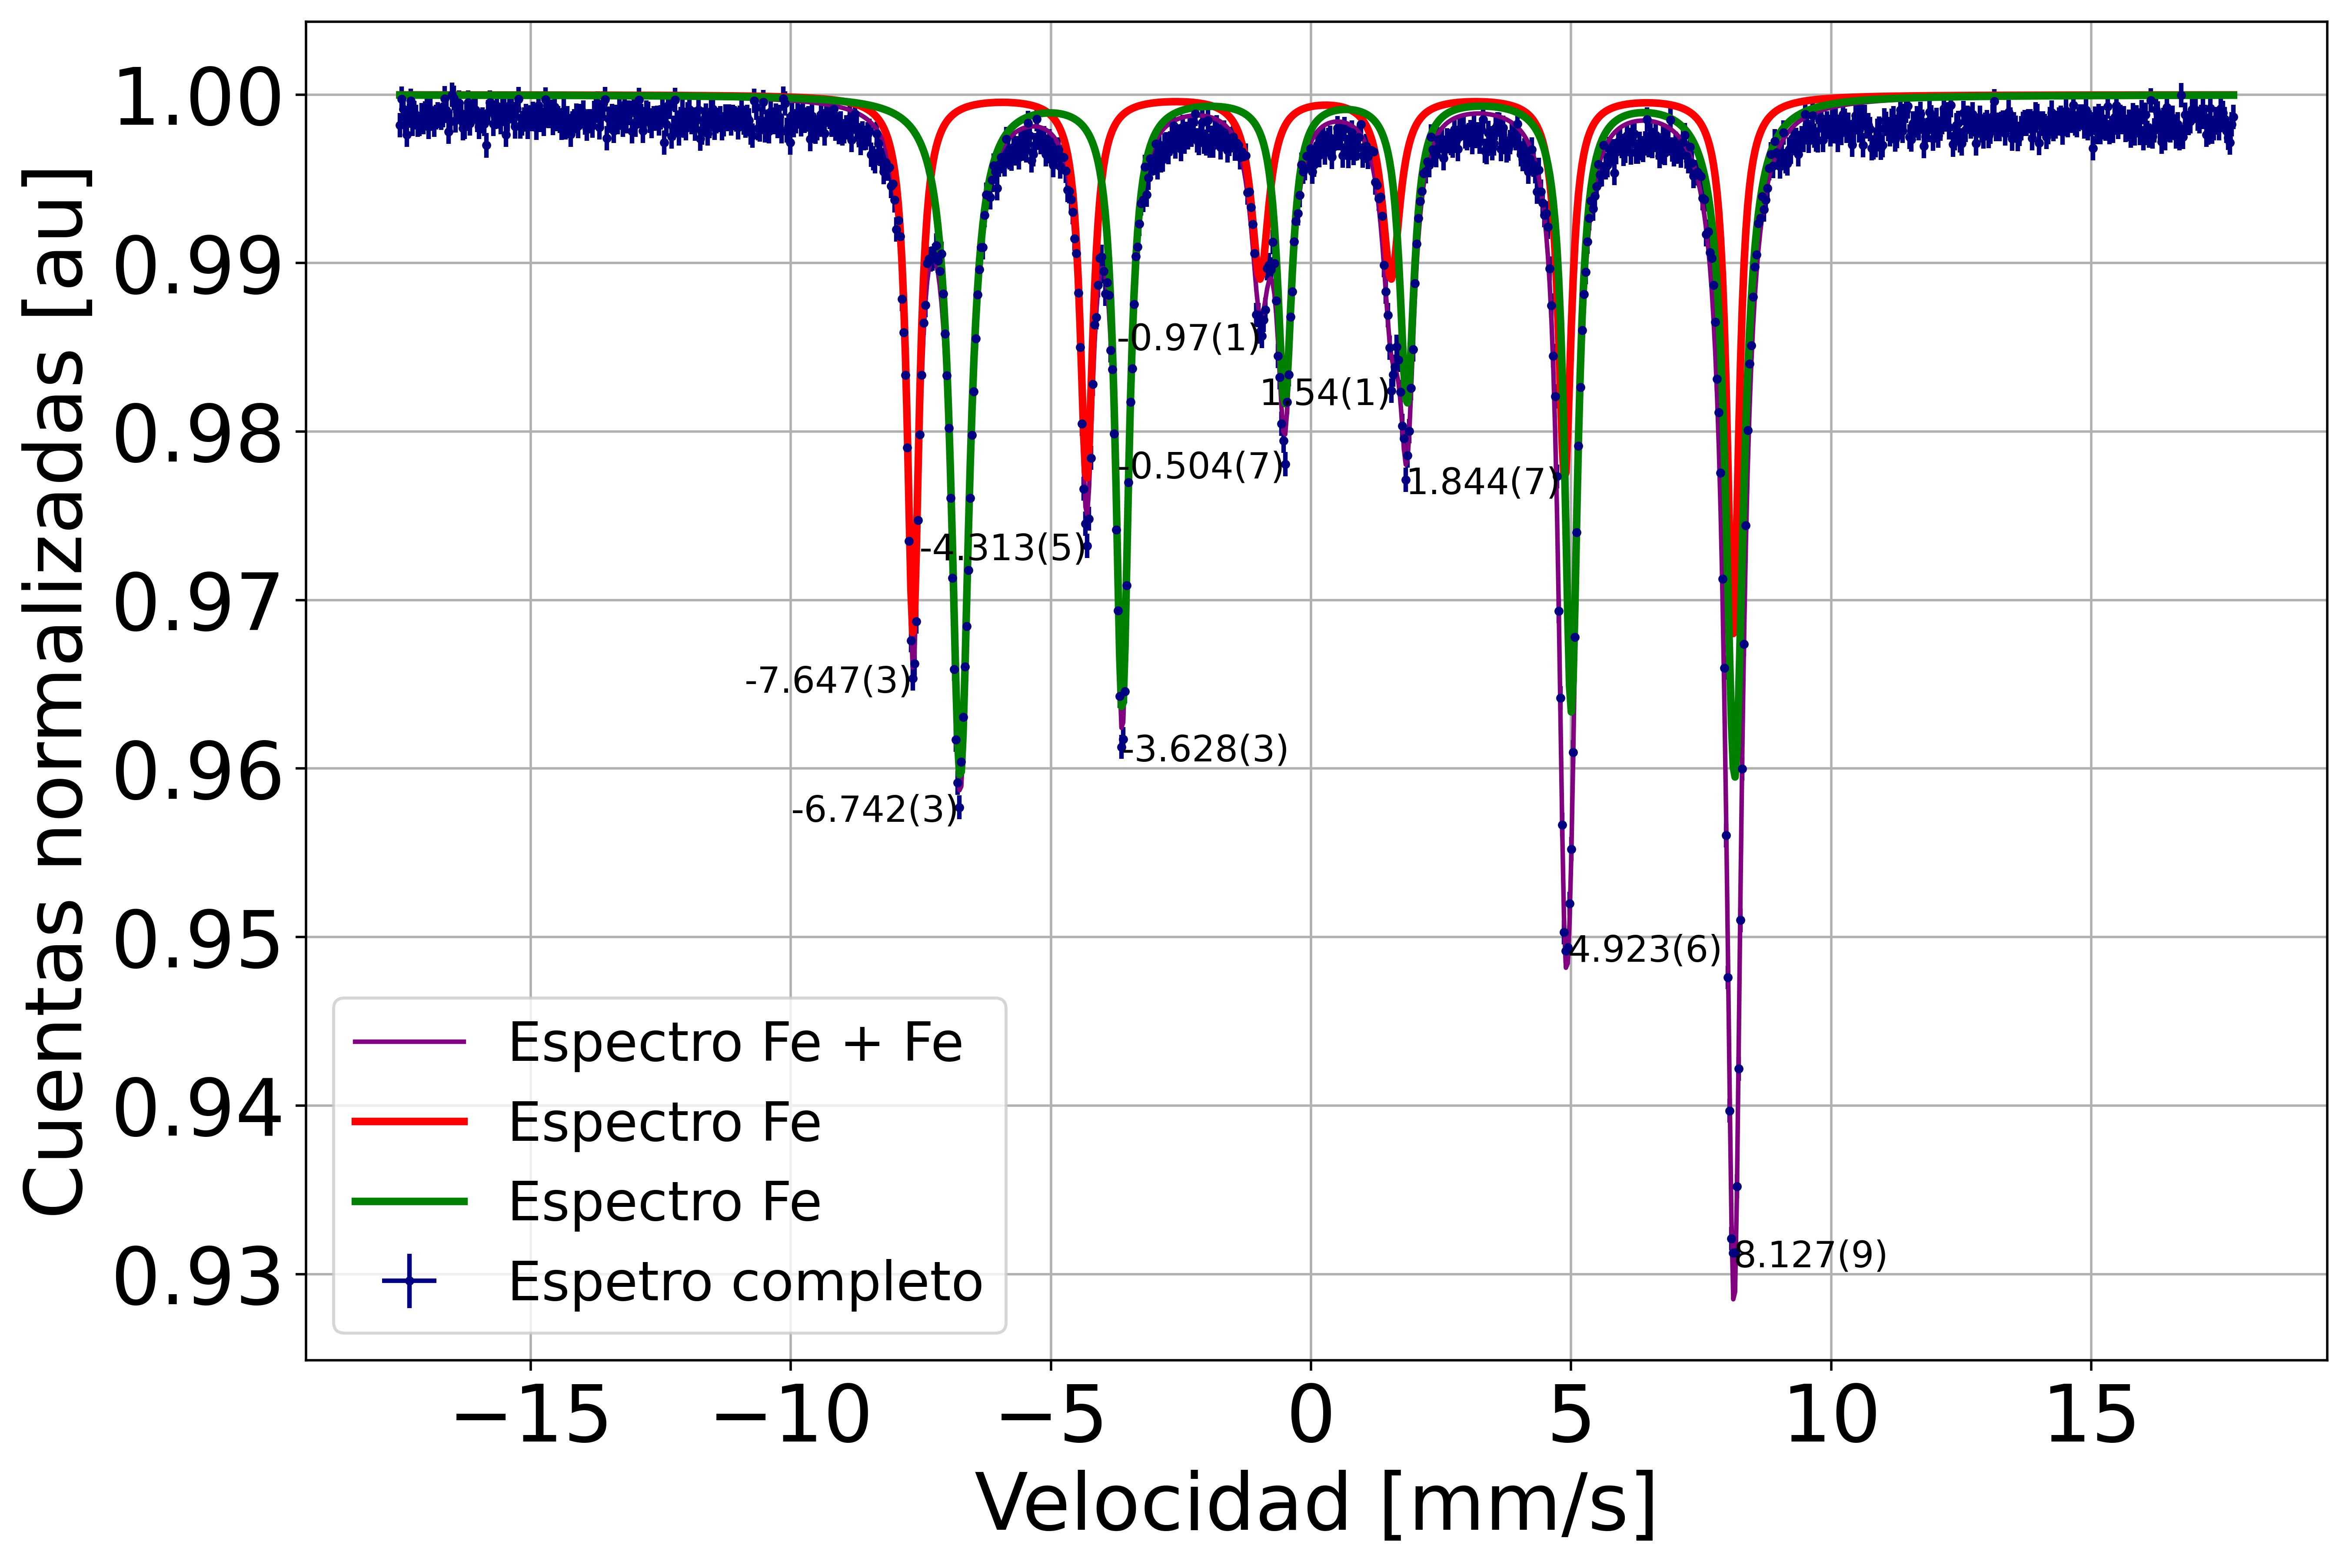 Cuentas normalizadas [au]
1.00
0.99
0.98
0.97
0.96
0.95
0.94
0.93
-0.97(1)
1.54(1)
-0.504(7)
1.844(7)
-4.313(5)
-7.647(3)
-3.628(3)
-6.742(3)
4.923(6)
8.127(9)
Espectro Fe + Fe
Espectro Fe
Espectro Fe
Espetro completo
−15 −10 −5 0 5 10 15
Velocidad [mm/s]